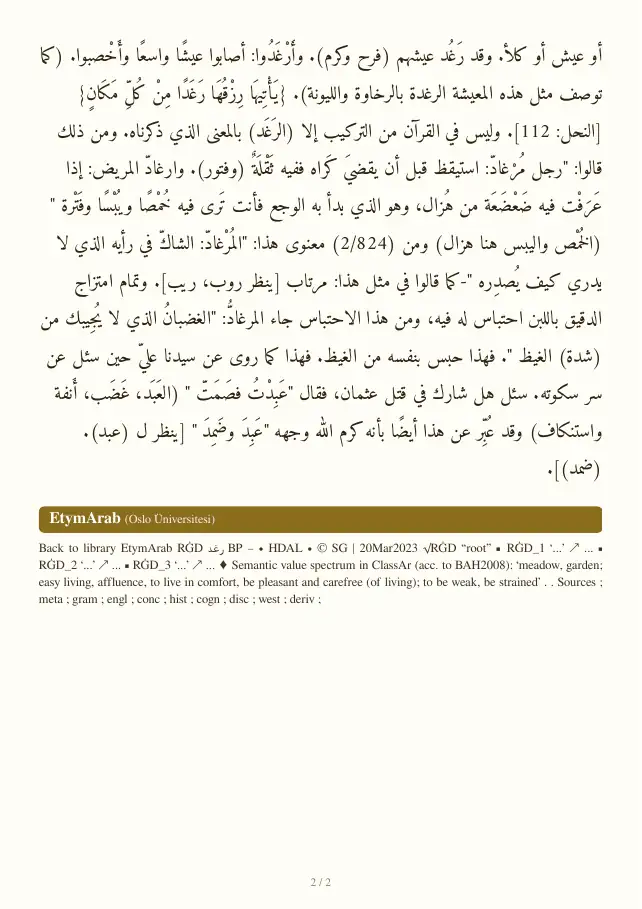 أو عيش أو كلأ. وقد رَغُد عيشهم (فرح وكرم). وأَرْغَدُوا: أصابوا عيشًا واسعًا وأَخْصبوا. (كما
توصف مثل هذه المعيشة الرغدة بالرخاوة والليونة). {يَأْتِيهَا رِزْقُهَا رَغَدًا مِنْ كُلِّ مَكَانٍ}
[النحل: 112]. وليس في القرآن من التركيب إلا (الرَغَد) بالمعنى الذي ذكرناه. ومن ذلك
قالوا: "رجل مُرْغادّ: استيقظ قبل أن يقضيَ كَراه ففيه ثَقْلَةٌ (وفتور). وارغادّ المريض: إذا
عَرَفْت فيه ضَعْضَعَة من هُزال، وهو الذي بدأ به الوجع فأنت تَرى فيه خُمْصًا ويُبْسًا وفَتْرة "
(الخُمْص واليبس هنا هزال) ومن (2/824) معنوى هذا: "المُرْغادّ: الشاكّ في رأيه الذي لا
يدري كيف يُصدِره "-كما قالوا في مثل هذا: مرتاب [ينظر روب، ريب]. وتمام امتزاج
الدقيق باللبن احتباس له فيه، ومن هذا الاحتباس جاء المرغادُّ: "الغضبانُ الذي لا يُجِيبك من
(شدة) الغيظ ". فهذا حبس بنفسه من الغيظ. فهذا كما روى عن سيدنا عليّ حين سئل عن
سر سكوته. سئل هل شارك في قتل عثمان، فقال "عَبِدْتُ فصَمَتّ " (العَبَد، غَضَب، أَنفة
واستنكاف) وقد عُبِّر عن هذا أيضًا بأنه كرم الله وجهه "عَبِدَ وضَمِدَ " [ينظر ل (عبد).
(ضمد)].
EtymArab (Oslo Üniversitesi)
Back to library EtymArab RĠD رغد BP – • HDAL • © SG | 20Mar2023 √RĠD “root” ▪ RĠD_1 ‘...’ ↗ ... ▪
RĠD_2 ‘...’ ↗ ... ▪ RĠD_3 ‘...’ ↗ ... ♦ Semantic value spectrum in ClassAr (acc. to BAH2008): ‘meadow, garden;
easy living, affluence, to live in comfort, be pleasant and carefree (of living); to be weak, be strained’ . . Sources ;
meta ; gram ; engl ; conc ; hist ; cogn ; disc ; west ; deriv ;
2 / 2